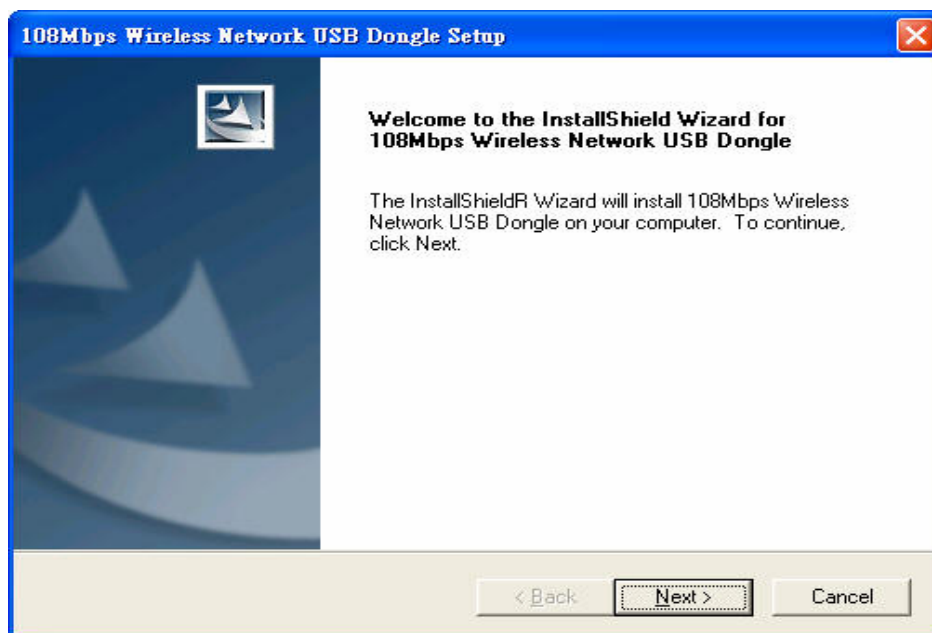 108Mbps Wireless Network USB Dongle Setup
Welcome to the InstallShield Wizard for
108Mbps Wireless Network USB Dongle
The InstallShieldR Wizard will install 108Mbps Wireless
Network USB Dongle on your computer.  To continue,
click Next.
< Back
Next >
Cancel